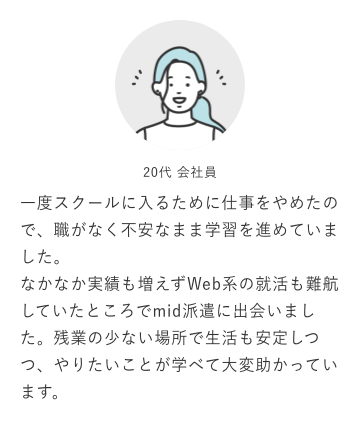 20代 会社員
一度スクールに入るために仕事をやめたの
で、職がなく不安なまま学習を進めていま
した。
なかなか実績も増えずWeb系の就活も難航
していたところでmid派遣に出会いまし
た。残業の少ない場所で生活も安定しつ
つ、やりたいことが学べて大変助かってい
ます。